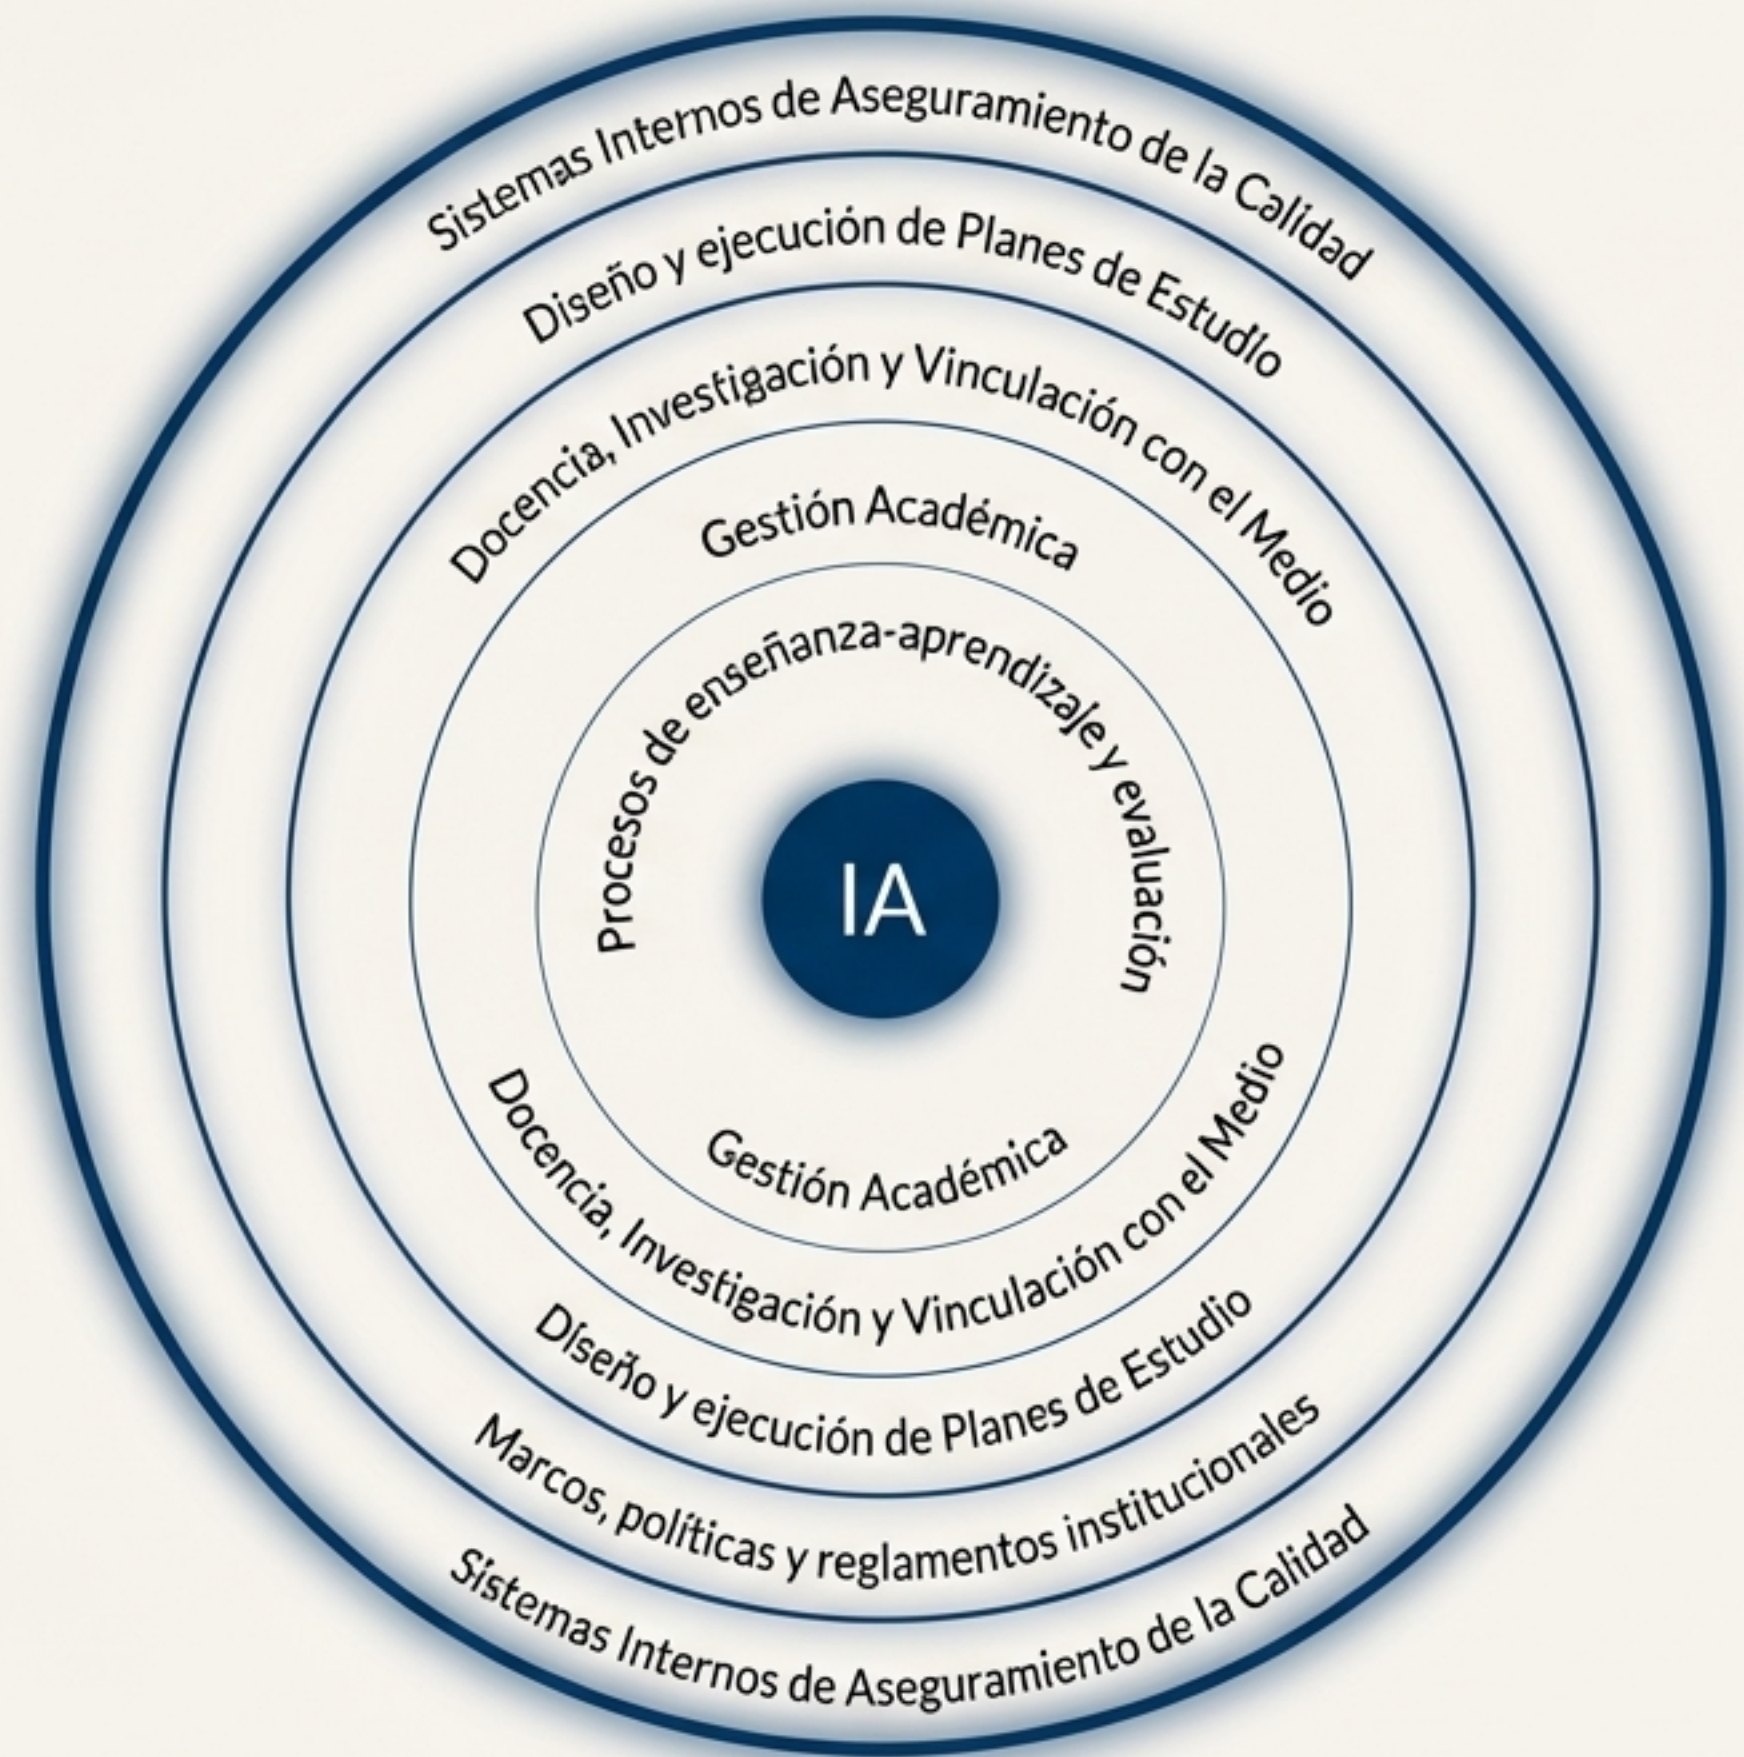 Sistemas Internos de Aseguramiento de la Calidad
Diseño y ejecución de Planes de Estudio
Docencia, Investigación y Vinculación con el Medio
Gestión Académica
Procesos de enseñanza-aprendizaje y evaluación
IA
Gestión Académica
Docencia, Investigación y Vinculación con el Medio
Diseño y ejecución de Planes de Estudio
Marcos, políticas y reglamentos institucionales
Sistemas Internos de Aseguramiento de la Calidad